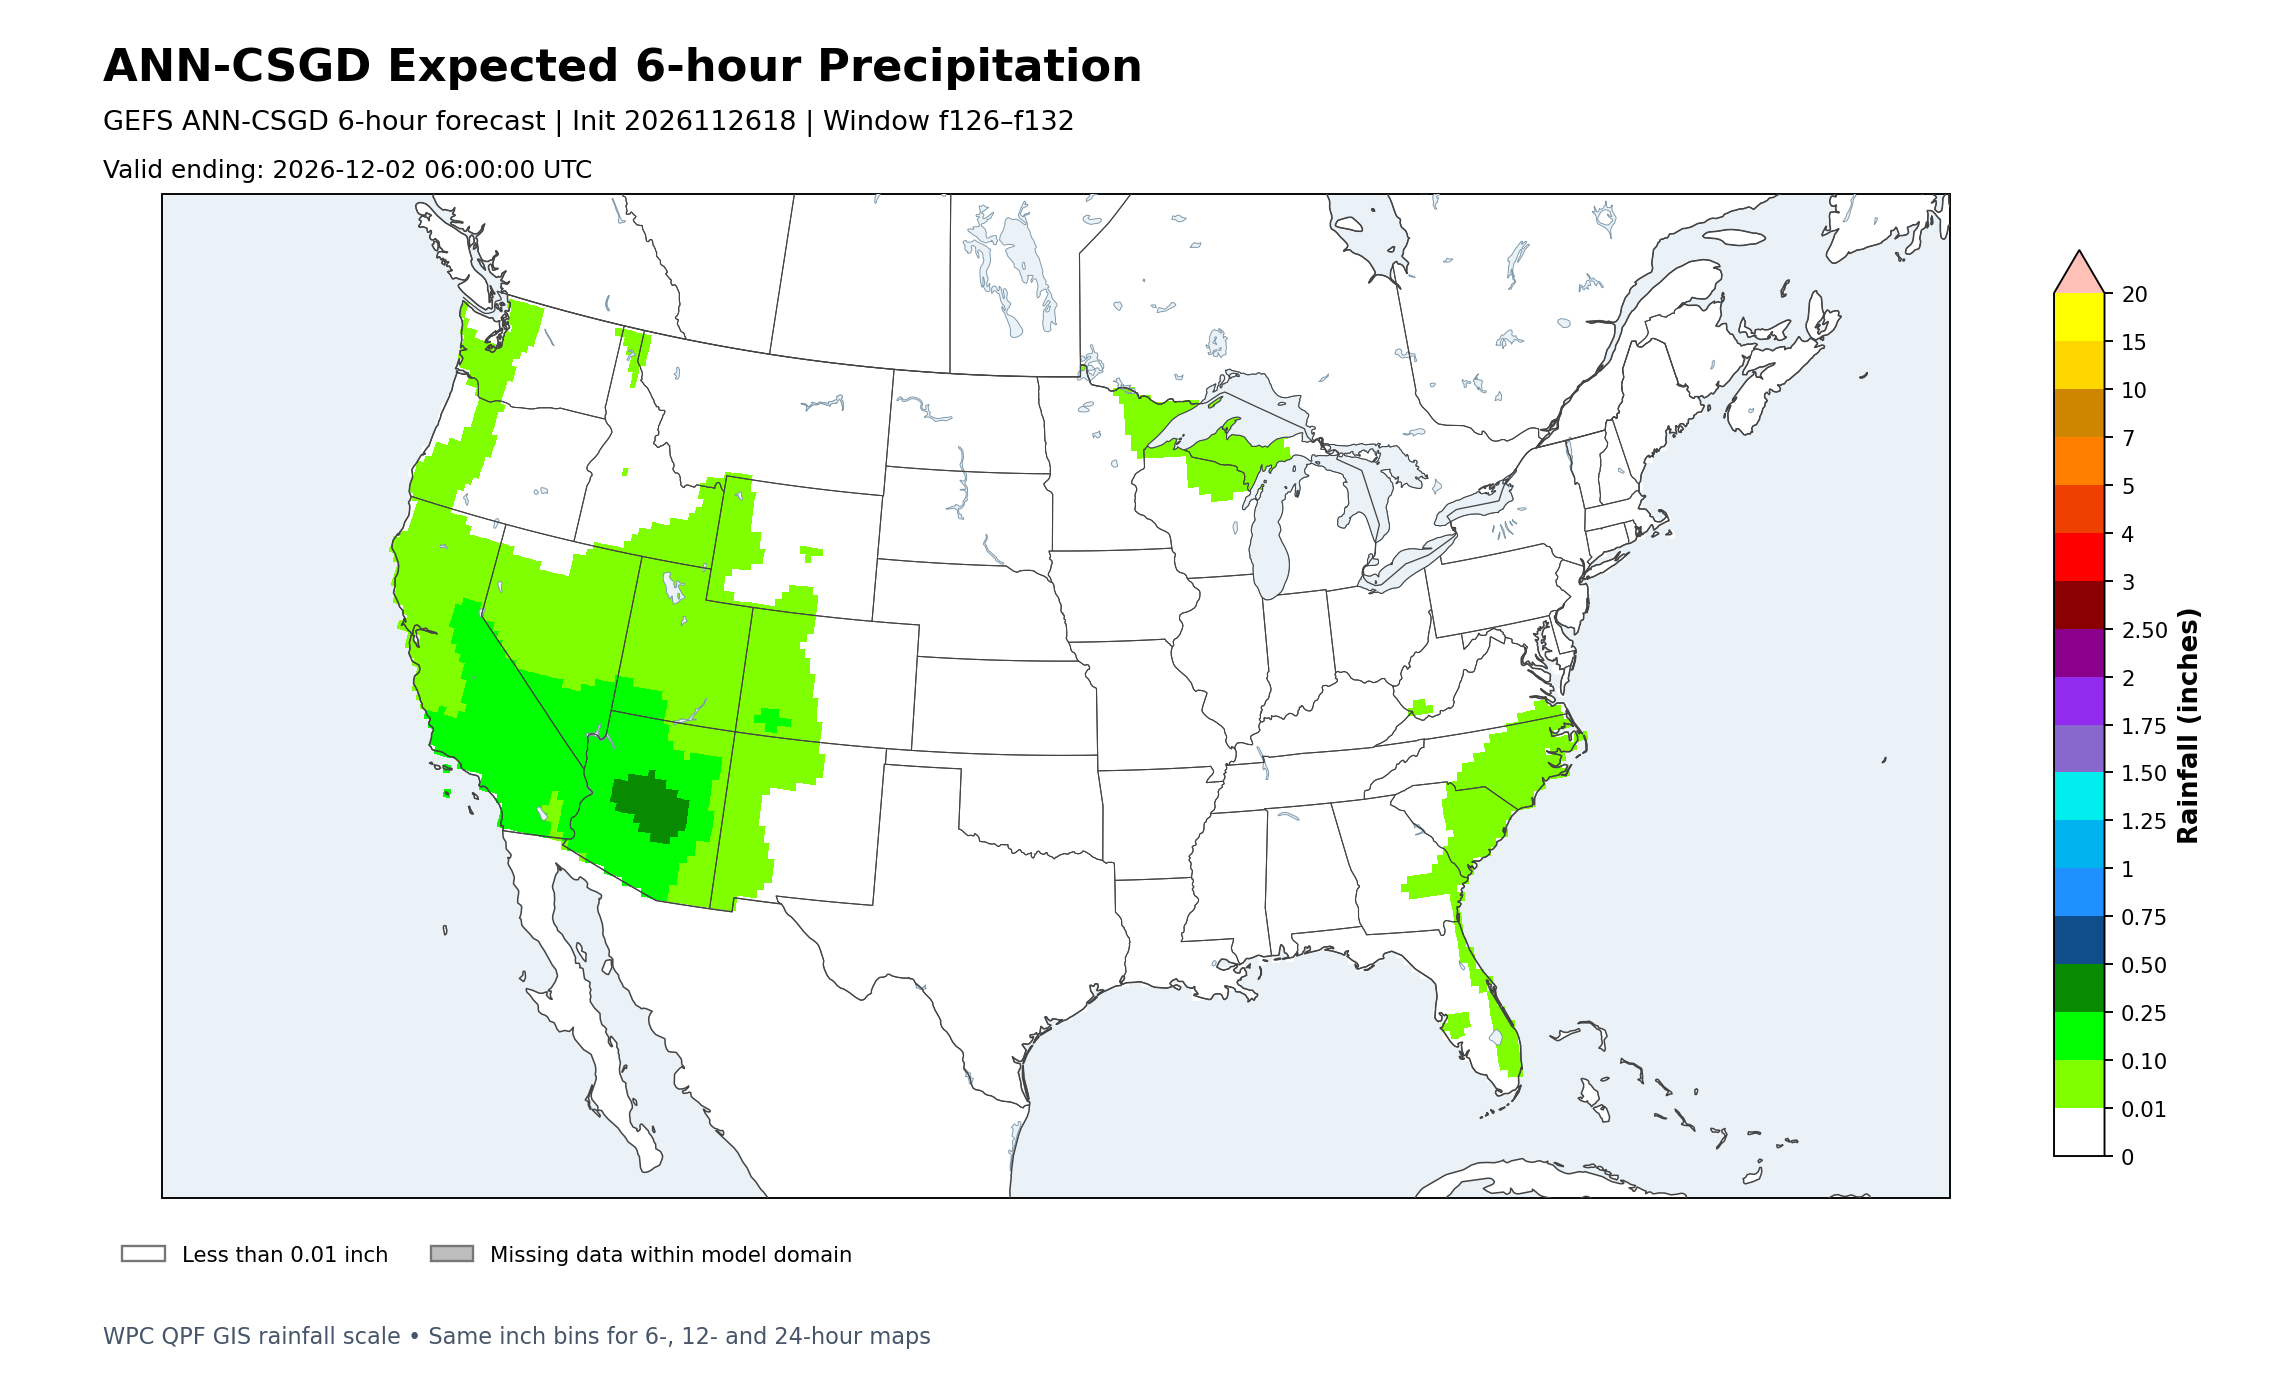 ANN-CSGD Expected 6-hour Precipitation
GEFS ANN-CSGD 6-hour forecast | Init 2026112618 | Window f126–f132
Valid ending: 2026-12-02 06:00:00 UTC
20
15
10
7
5
4
3
2.50
2
1.75
1.50
1.25
1
0.75
0.50
0.25
0.10
0.01
0
Rainfall (inches)
Less than 0.01 inch
Missing data within model domain
WPC QPF GIS rainfall scale • Same inch bins for 6-, 12- and 24-hour maps